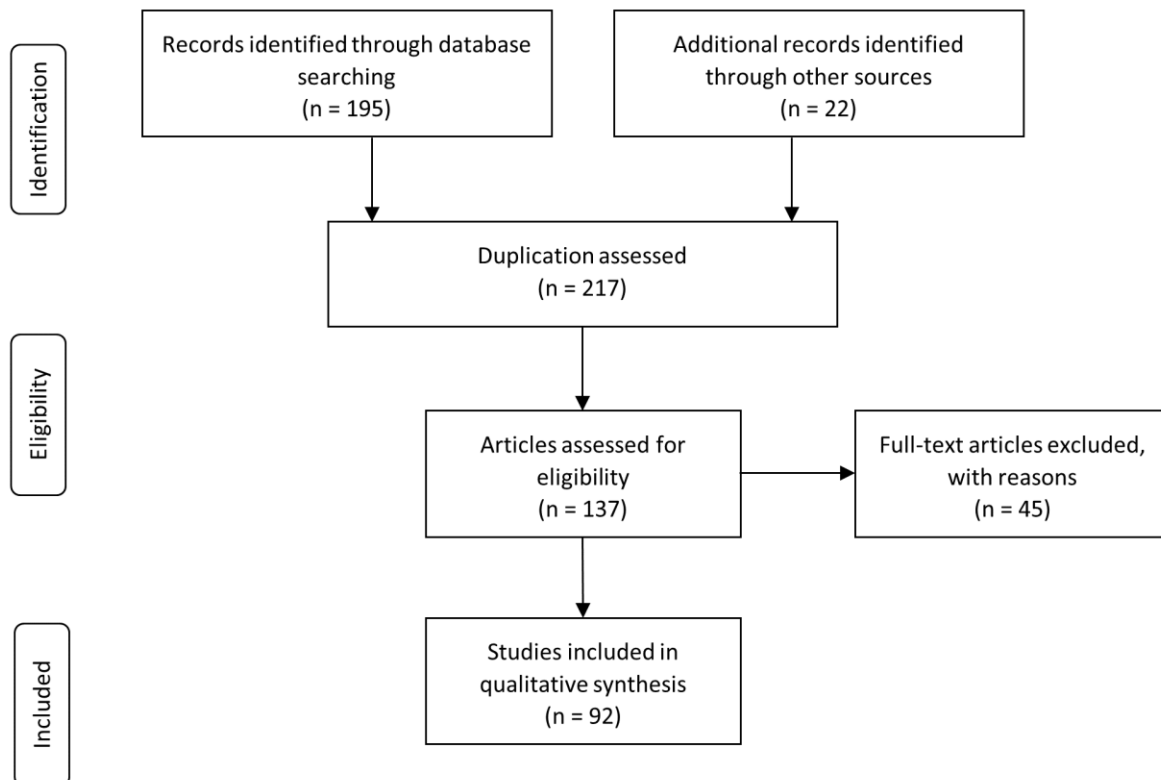 Identification
Records identified through database
searching
(n = 195)
Additional records identified
through other sources
(n = 22)
Duplication assessed
(n = 217)
Eligibility
Articles assessed for
eligibility
(n = 137)
Full-text articles excluded,
with reasons
(n = 45)
Included
Studies included in
qualitative synthesis
(n = 92)